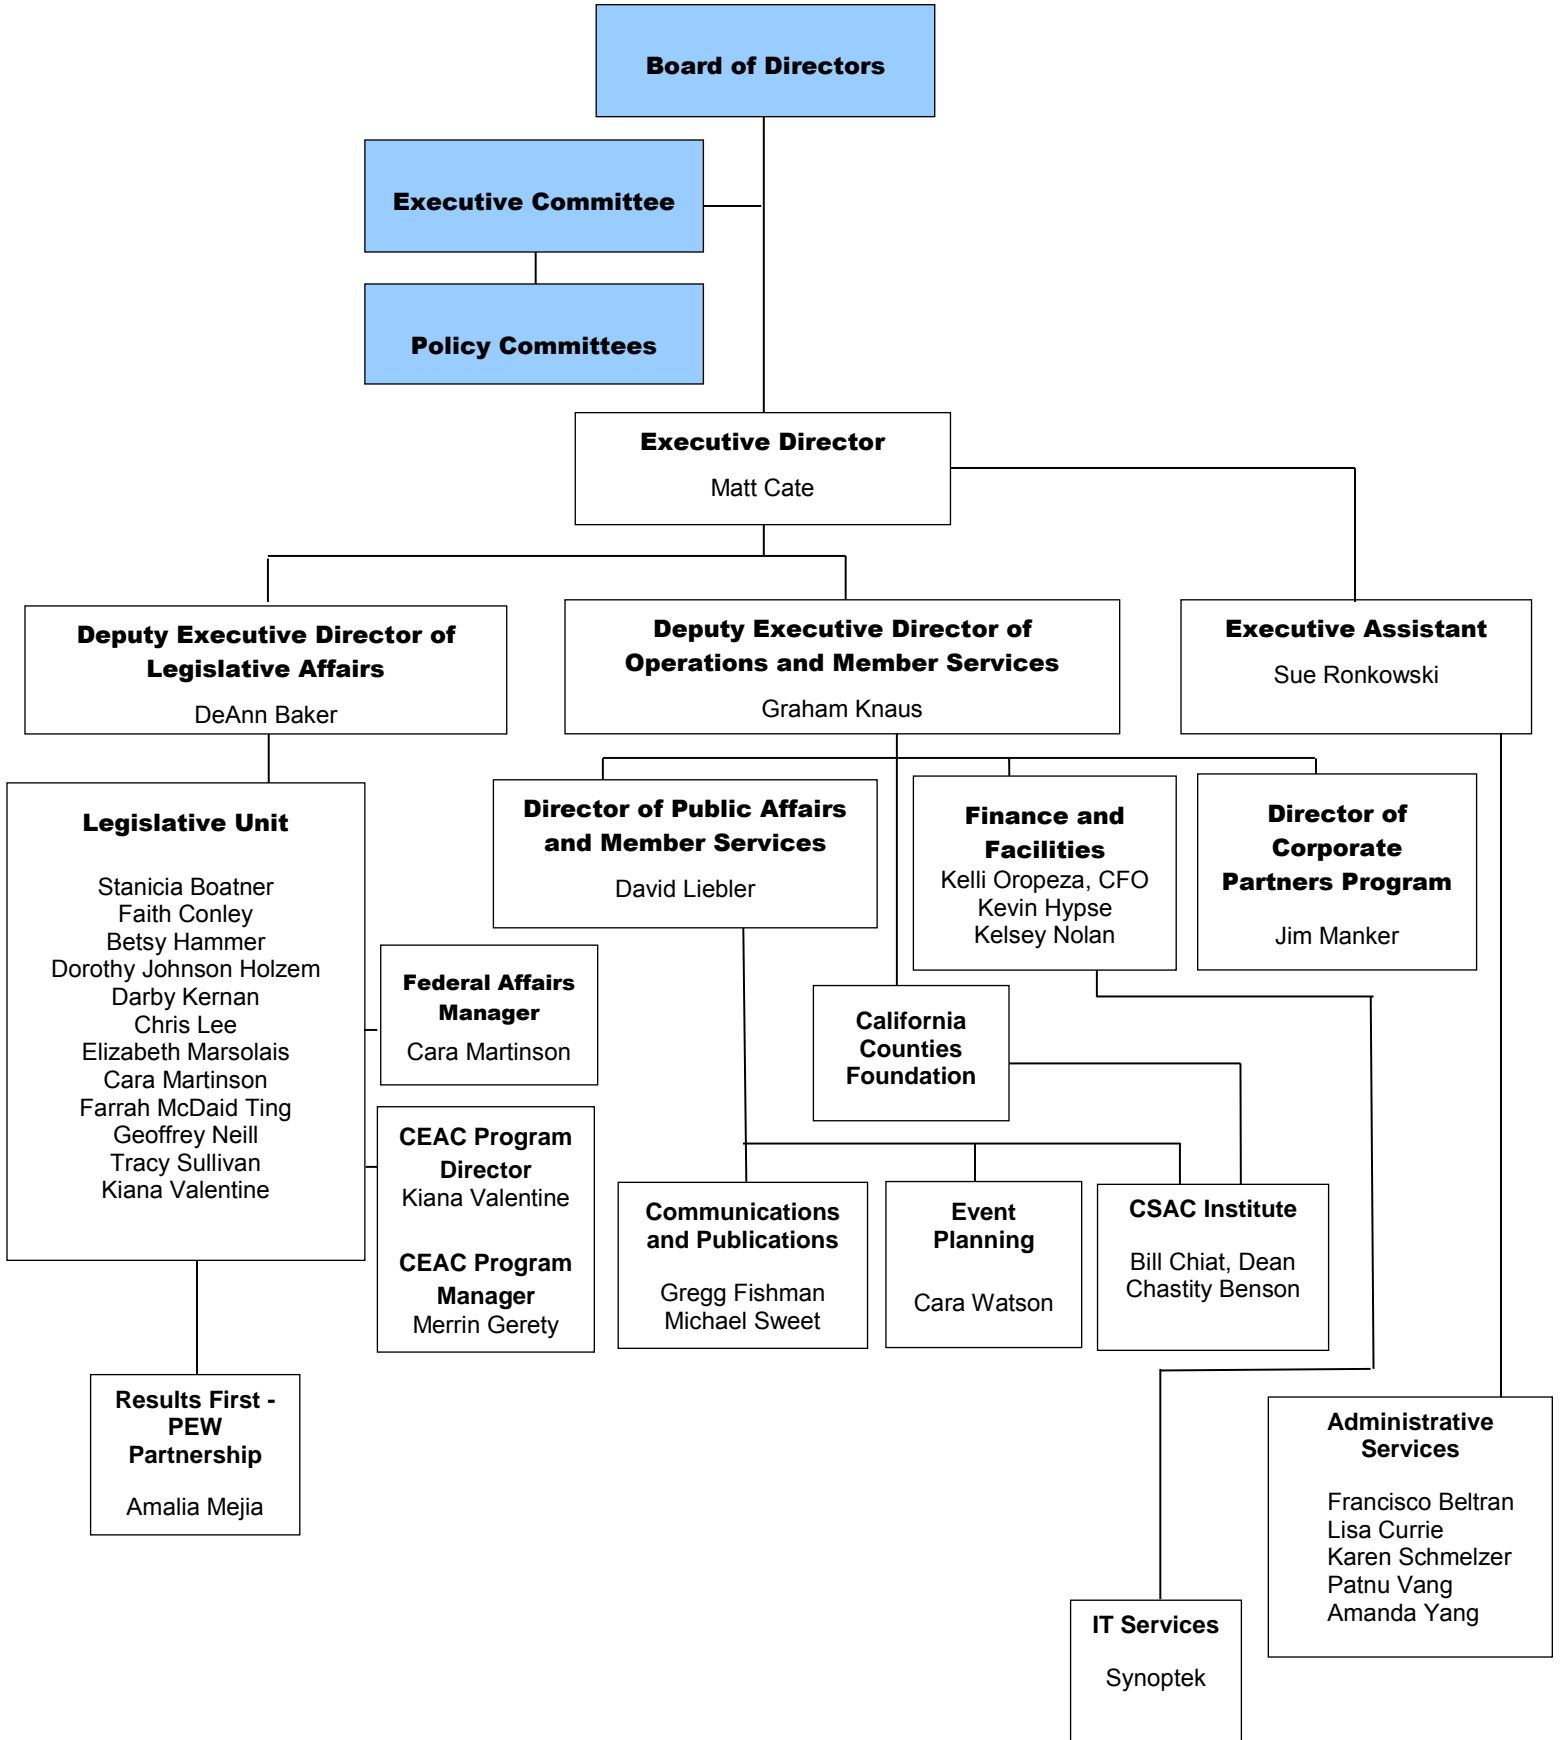 Board of Directors
Executive Committee
Policy Committees
Executive Director
Matt Cate
Deputy Executive Director of
Legislative Affairs
DeAnn Baker
Deputy Executive Director of
Operations and Member Services
Graham Knaus
Executive Assistant
Sue Ronkowski
Legislative Unit
Stanicia Boatner
Faith Conley
Betsy Hammer
Dorothy Johnson Holzem
Darby Kernan
Chris Lee
Elizabeth Marsolais
Cara Martinson
Farrah McDaid Ting
Geoffrey Neill
Tracy Sullivan
Kiana Valentine
Director of Public Affairs
and Member Services
David Liebler
Finance and
Facilities
Kelli Oropeza, CFO
Kevin Hypse
Kelsey Nolan
Director of
Corporate
Partners Program
Jim Manker
Federal Affairs
Manager
Cara Martinson
California
Counties
Foundation
CEAC Program
Director
Kiana Valentine
CEAC Program
Manager
Merrin Gerety
Communications
and Publications
Gregg Fishman
Michael Sweet
Event
Planning
Cara Watson
CSAC Institute
Bill Chiat, Dean
Chastity Benson
Results First -
PEW
Partnership
Amalia Mejia
Administrative
Services
Francisco Beltran
Lisa Currie
Karen Schmelzer
Patnu Vang
Amanda Yang
IT Services
Synoptek